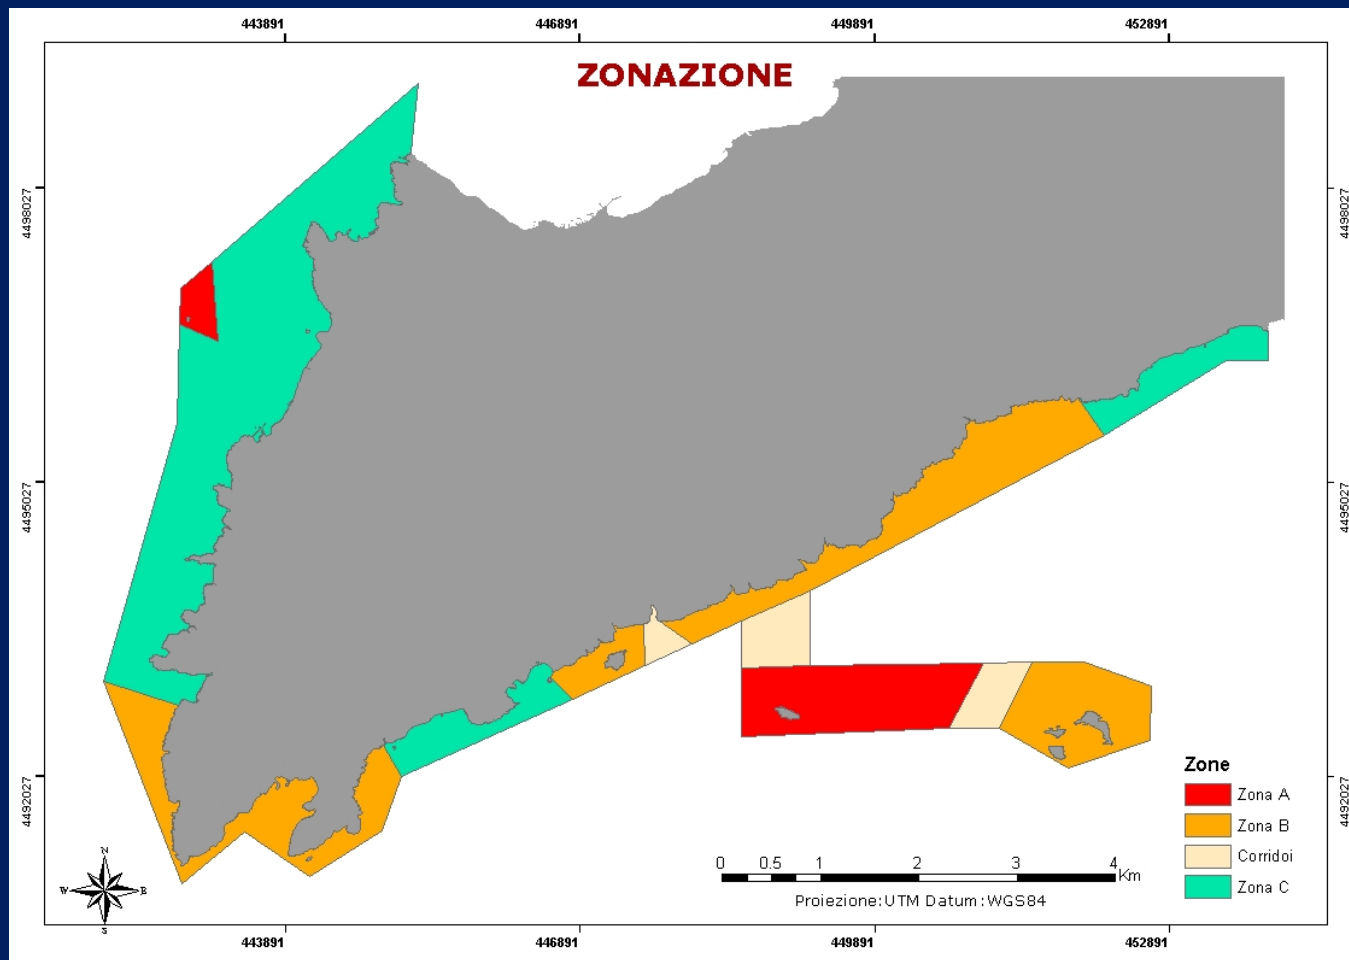 443891 446891 449891 452891
ZONAZIONE
4498027 4498027
4495027 4495027
4492027 4492027
Zone
Zona A
Zona B
Corridoi
Zona C
N
W E
S
0 0.5 1 2 3 4
Km
Proiezione:UTM Datum:WGS84
443891 446891 449891 452891